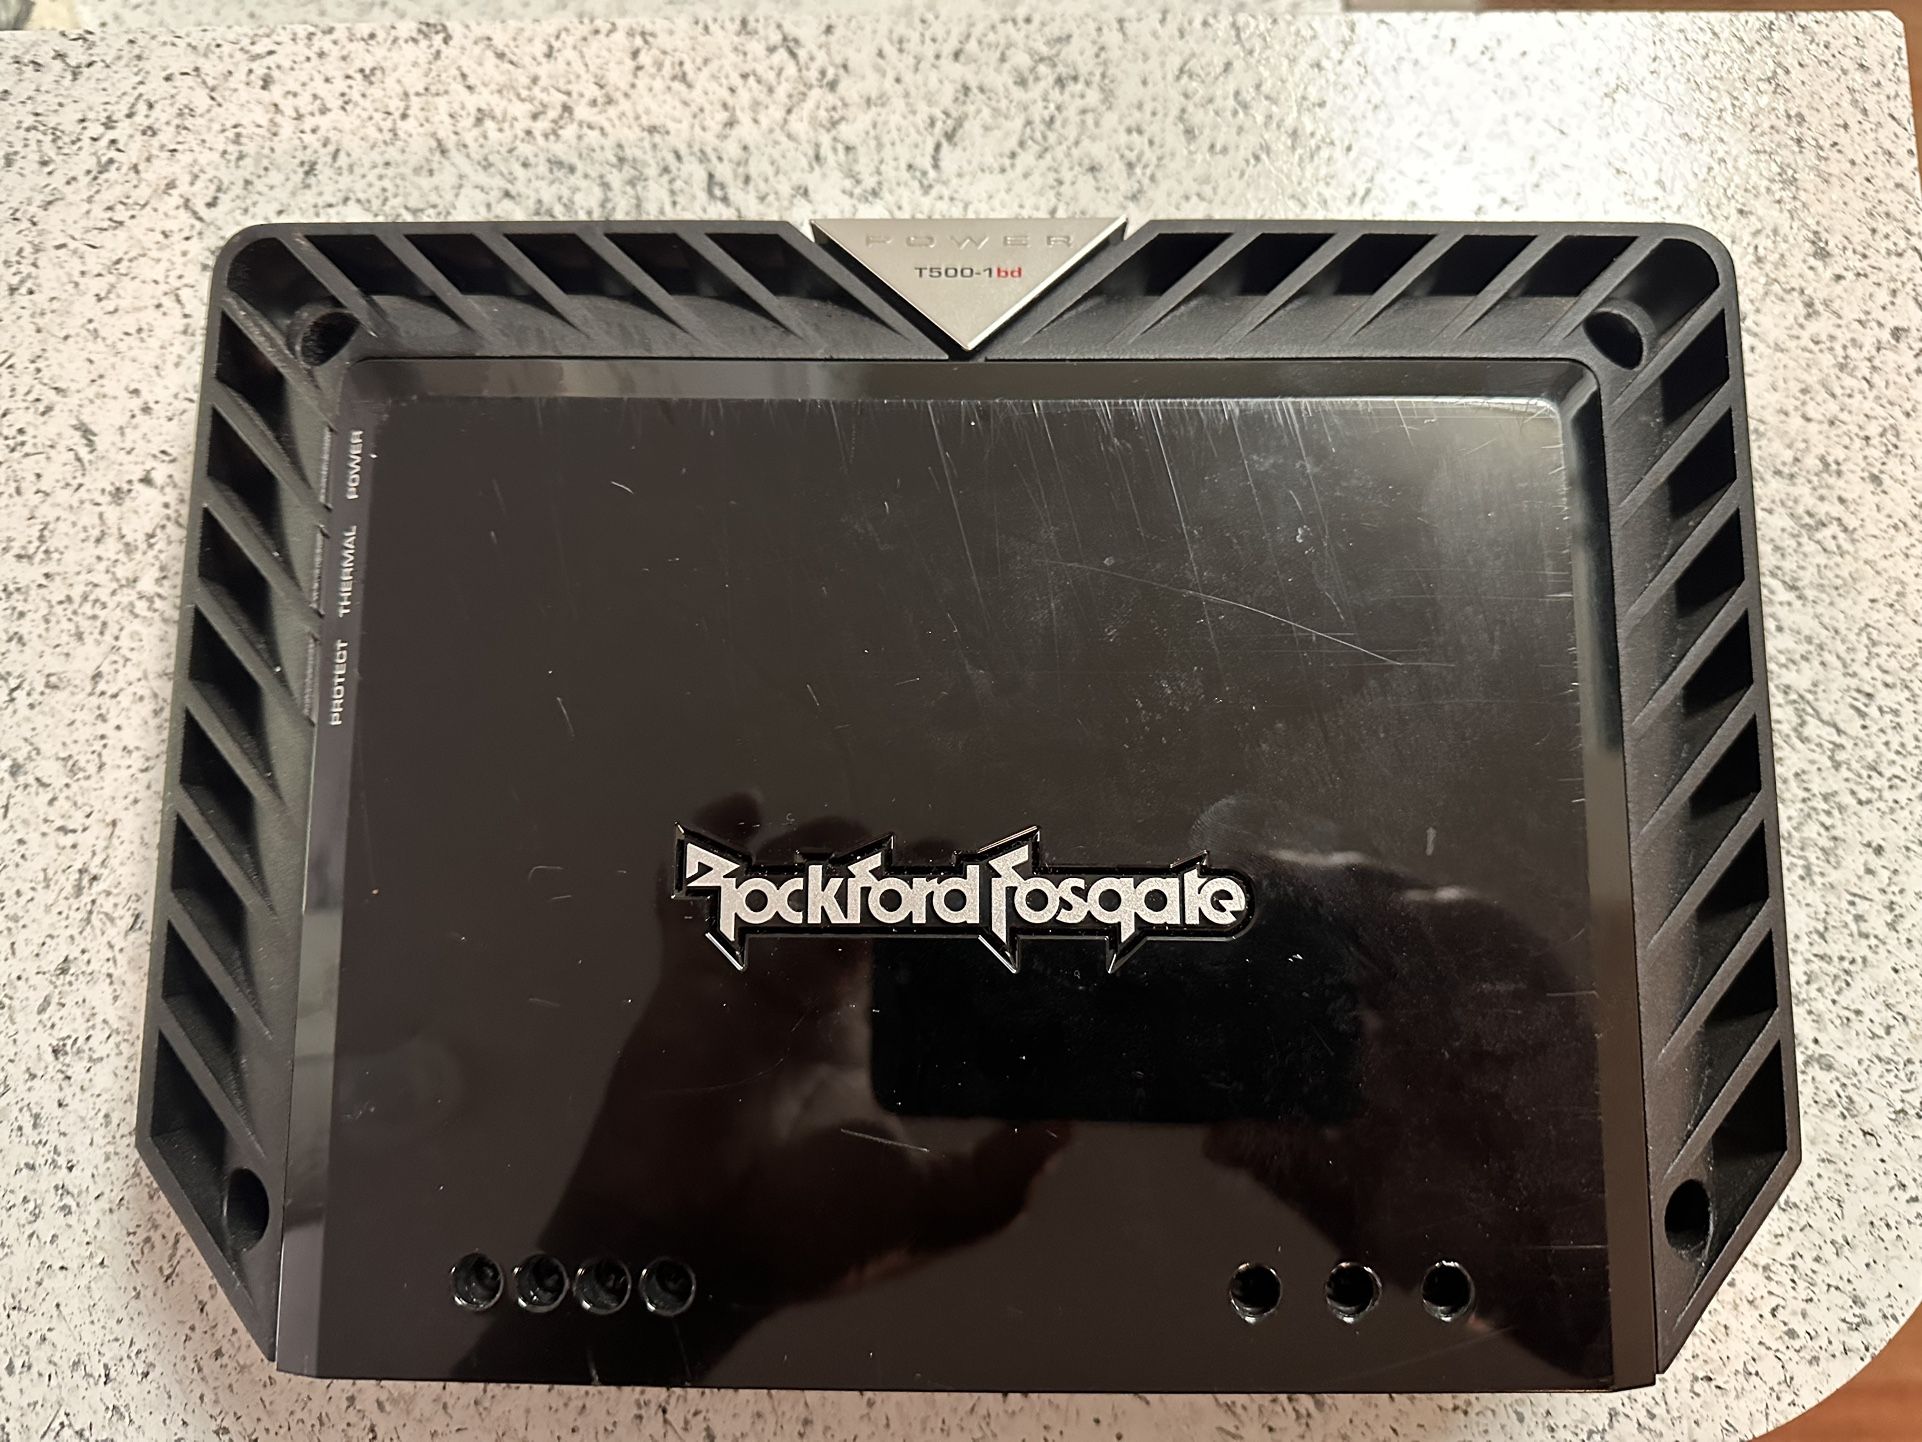 POWER
T500-1bd
POWER
THERMAL
PROTECT
Rockford Fosgate